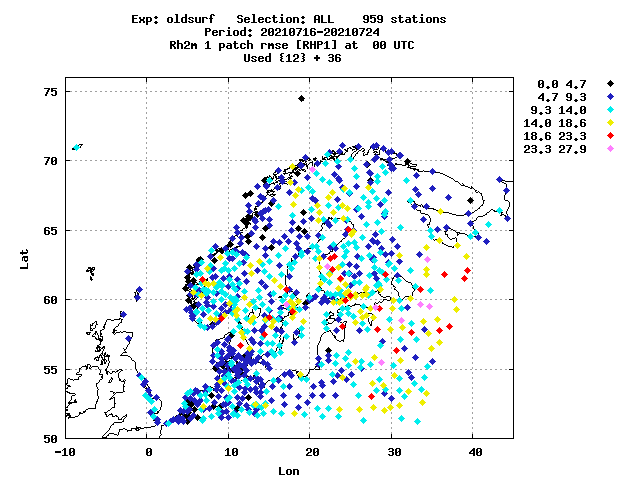 Exp: oldsurf   Selection: ALL    959 stations
Period: 20210716-20210724
Rh2m 1 patch rmse [RHP1] at  00 UTC
Used {12} + 36
0.0 4.7
4.7 9.3
9.3 14.0
14.0 18.6
18.6 23.3
23.3 27.9
75
70
65
60
55
50
Lat
-10 0 10 20 30 40
Lon